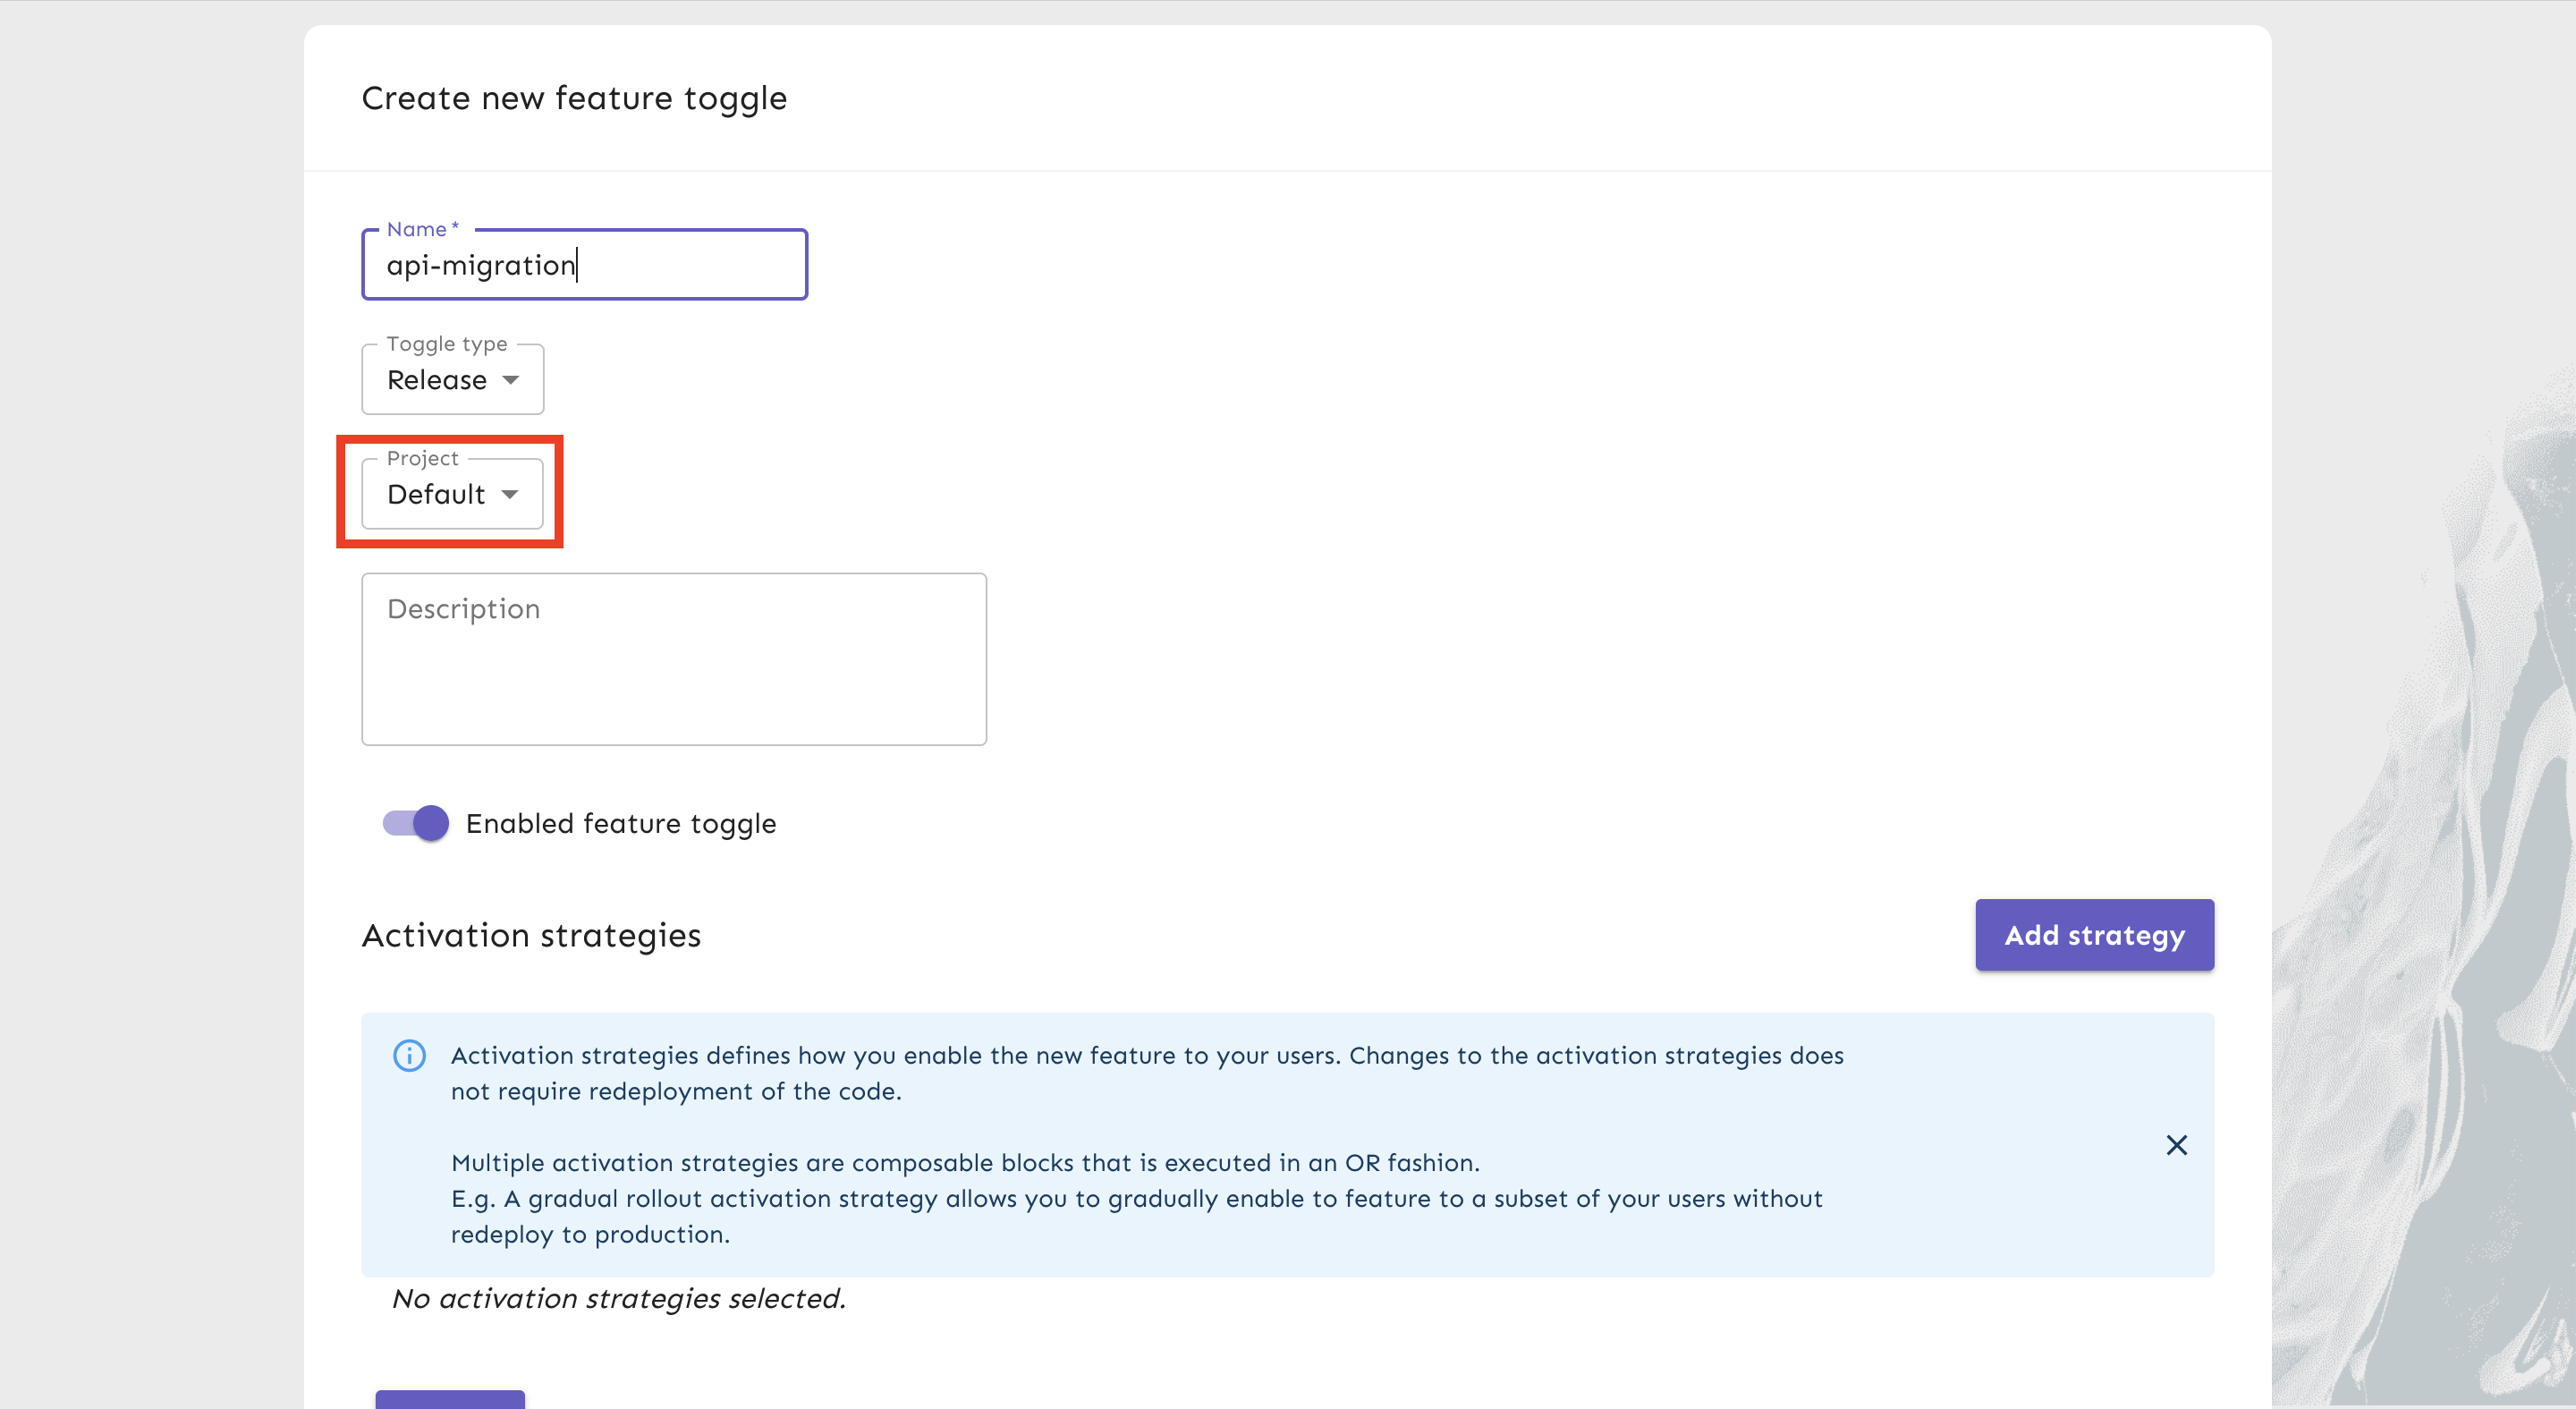 Create new feature toggle
Name *
api-migration
Toggle type
Release
Project
Default
Description
Enabled feature toggle
Activation strategies
Add strategy
Activation strategies defines how you enable the new feature to your users. Changes to the activation strategies does
not require redeployment of the code.
Multiple activation strategies are composable blocks that is executed in an OR fashion.
E.g. A gradual rollout activation strategy allows you to gradually enable to feature to a subset of your users without
redeploy to production.
No activation strategies selected.